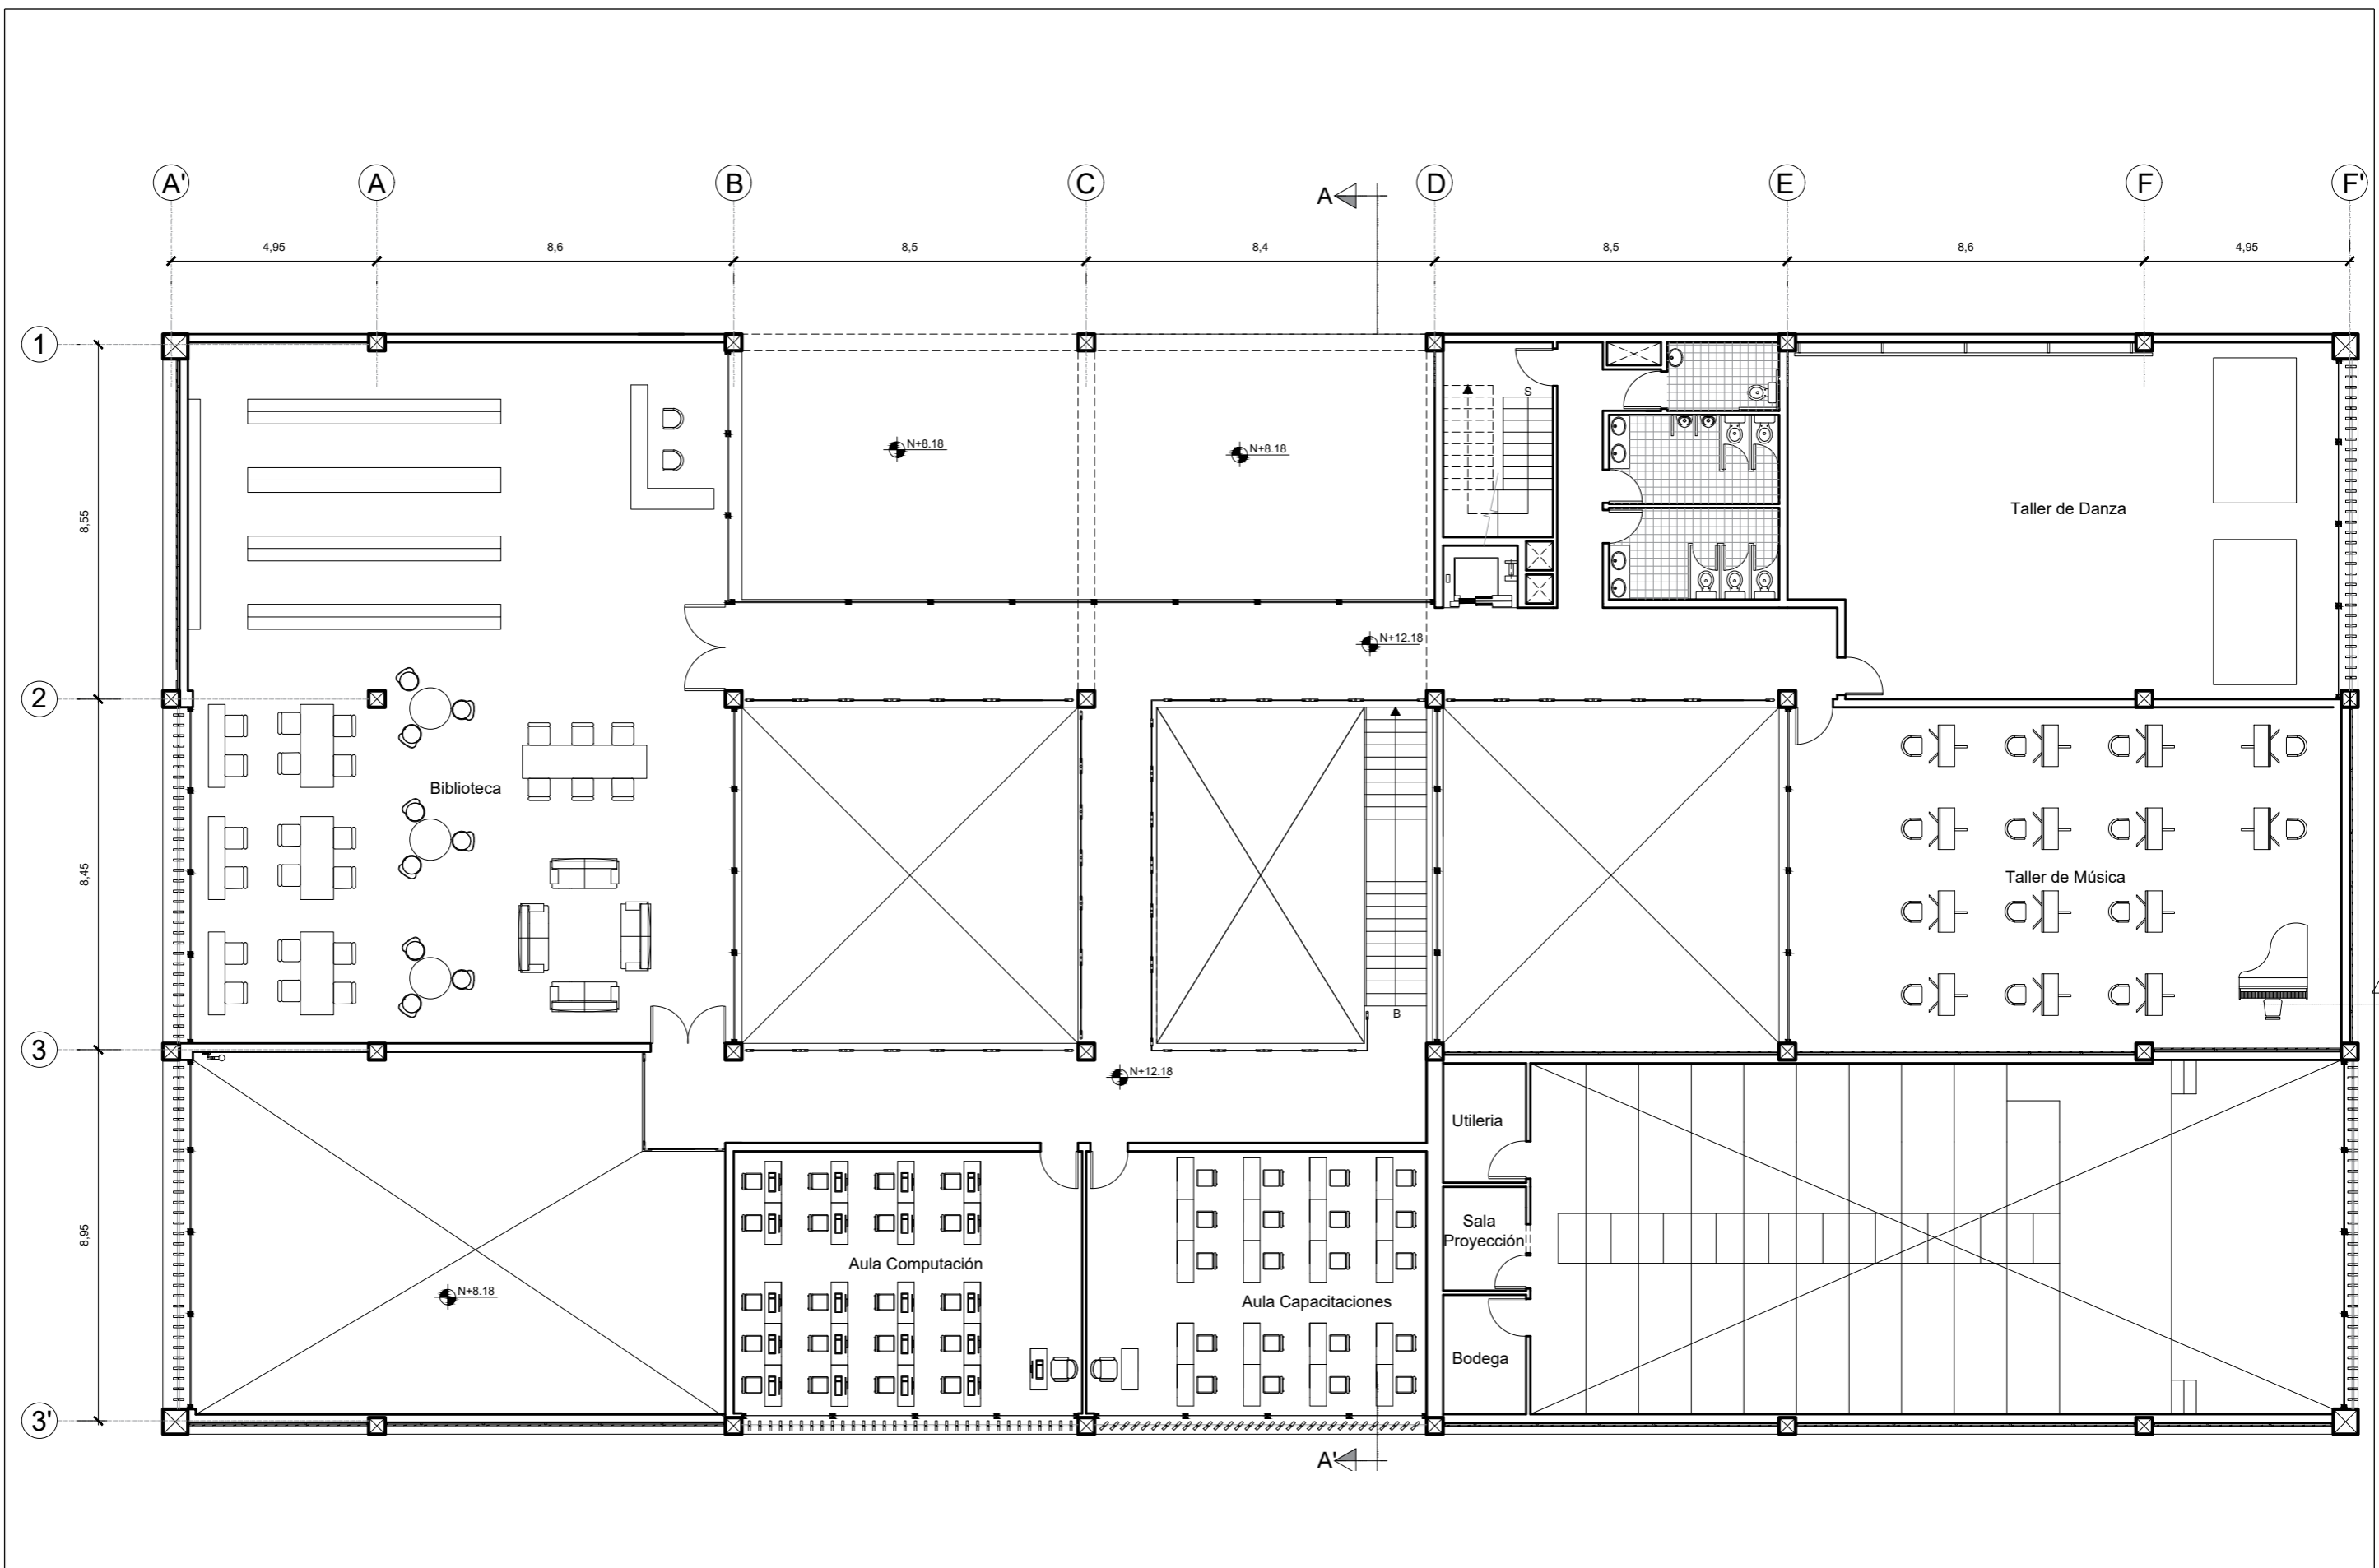 A'
A
B
C
A
D
E
F
F'
4,95
8,6
8,5
8,4
8,5
8,6
4,95
1
S
N+8.18
N+8.18
Taller de Danza
8,55
N+12.18
2
Biblioteca
8,45
Taller de Música
B
3
N+12.18
Utileria
Sala
Proyección
8,95
Aula Computación
N+8.18
Aula Capacitaciones
Bodega
3'
A'